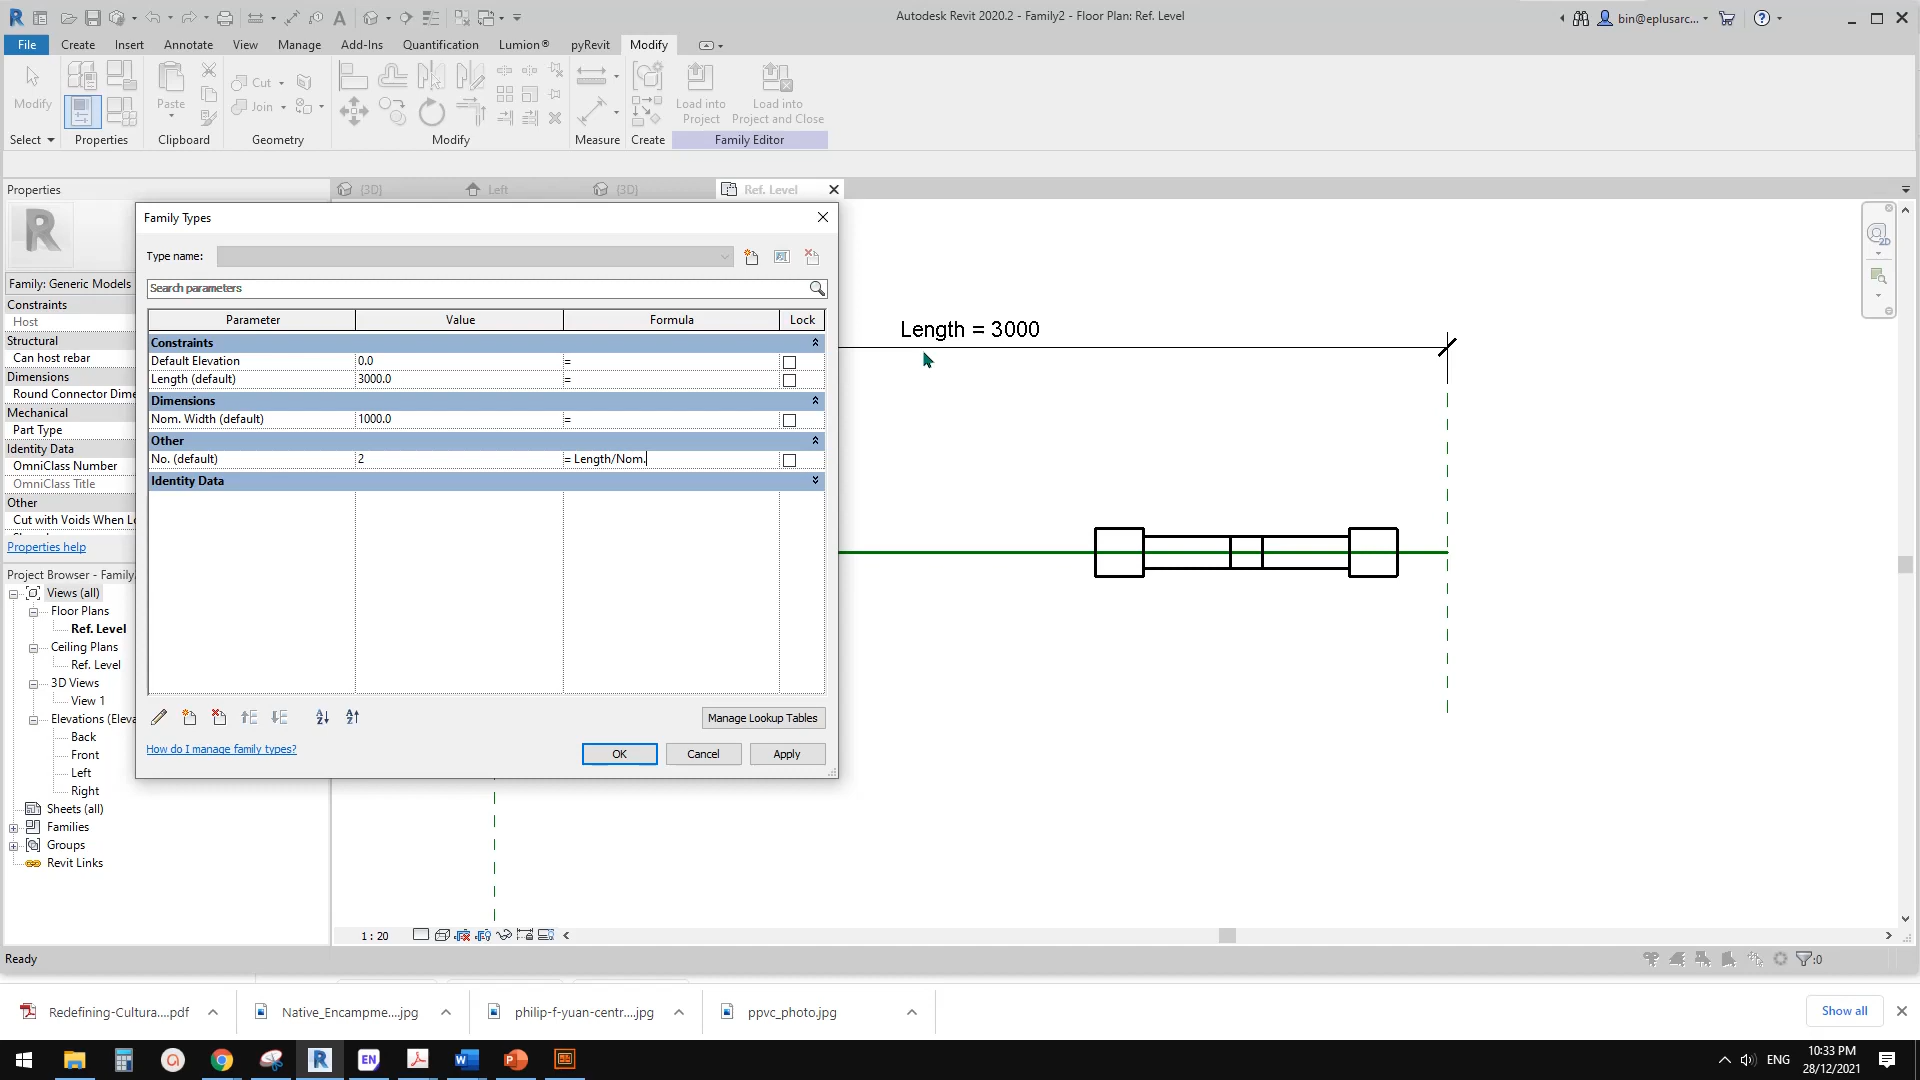 Autodesk Revit 2020.2 - Family2 - Floor Plan: Ref. Level
bin@eplusarc...
File Create Insert Annotate View Manage Add-Ins Quantification Lumion® pyRevit Modify
Modify
Paste
Cut
Join
Load into Project
Load into Project and Close
Select Properties Clipboard Geometry Modify Measure Create Family Editor
Properties
{3D} Left {3D} Ref. Level
Family: Generic Models
Constraints
Host
Structural
Can host rebar
Dimensions
Round Connector Dime
Mechanical
Part Type
Identity Data
OmniClass Number
OmniClass Title
Other
Cut with Voids When Lo
Properties help
Project Browser - Family
Views (all)
Floor Plans
Ref. Level
Ceiling Plans
Ref. Level
3D Views
View 1
Elevations (Eleva
Back
Front
Left
Right
Sheets (all)
Families
Groups
Revit Links
Family Types
Type name:
Search parameters
Parameter Value Formula Lock
Constraints
Default Elevation 0.0 =
Length (default) 3000.0 =
Dimensions
Nom. Width (default) 1000.0 =
Other
No. (default) 2 = Length/Nom.
Identity Data
Manage Lookup Tables
How do I manage family types?
OK Cancel Apply
Length = 3000
2D
1 : 20
Ready
:0
Redefining-Cultura....pdf
Native_Encampme....jpg
philip-f-yuan-centr....jpg
ppvc_photo.jpg
Show all
EN
ENG
10:33 PM
28/12/2021